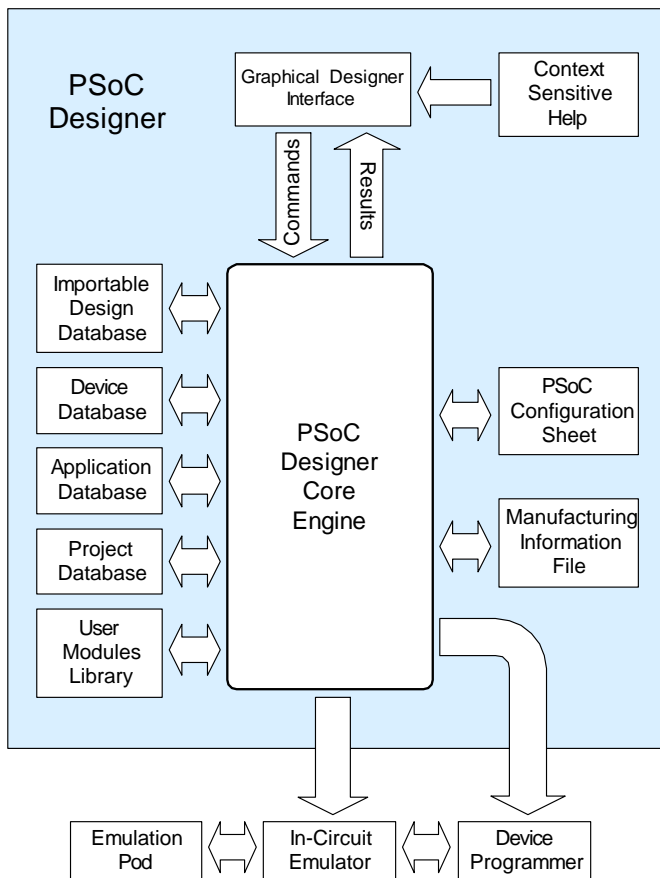 PSoC
Designer
Graphical Designer
Interface
Context
Sensitive
Help
Commands
Results
Importable
Design
Database
Device
Database
Application
Database
Project
Database
User
Modules
Library
PSoC
Designer
Core
Engine
PSoC
Configuration
Sheet
Manufacturing
Information
File
Emulation
Pod
In-Circuit
Emulator
Device
Programmer